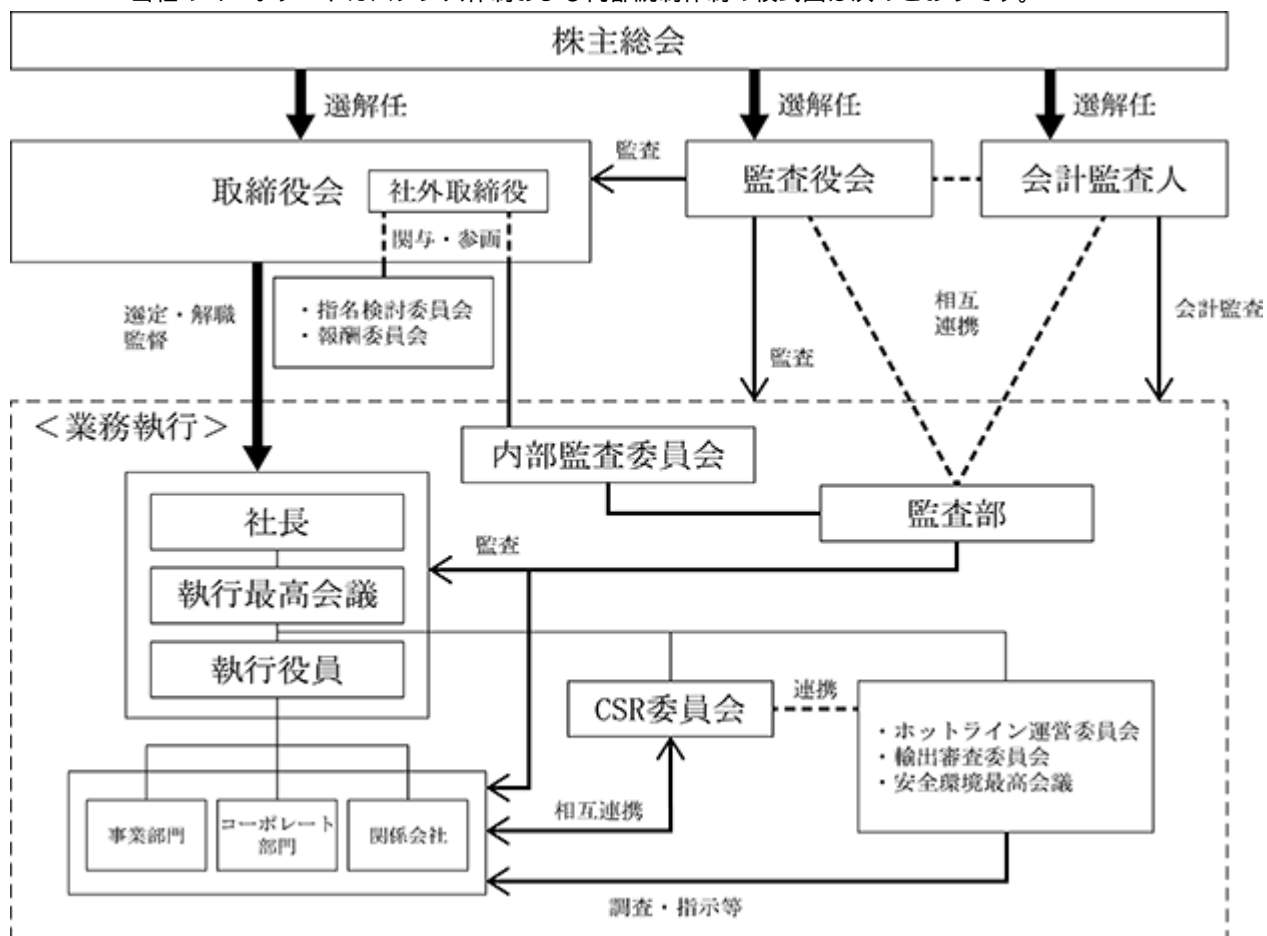 株主総会
選解任
選解任
選解任
取締役会
社外取締役
関与・参画
監査
監査役会
会計監査人
選定・解職
監督
・指名検討委員会
・報酬委員会
監査
相互
連携
会計監査
＜業務執行＞
内部監査委員会
監査部
社長
執行最高会議
執行役員
監査
CSR委員会
連携
・ホットライン運営委員会
・輸出審査委員会
・安全環境最高会議
事業部門
コーポレート
部門
関係会社
相互連携
調査・指示等